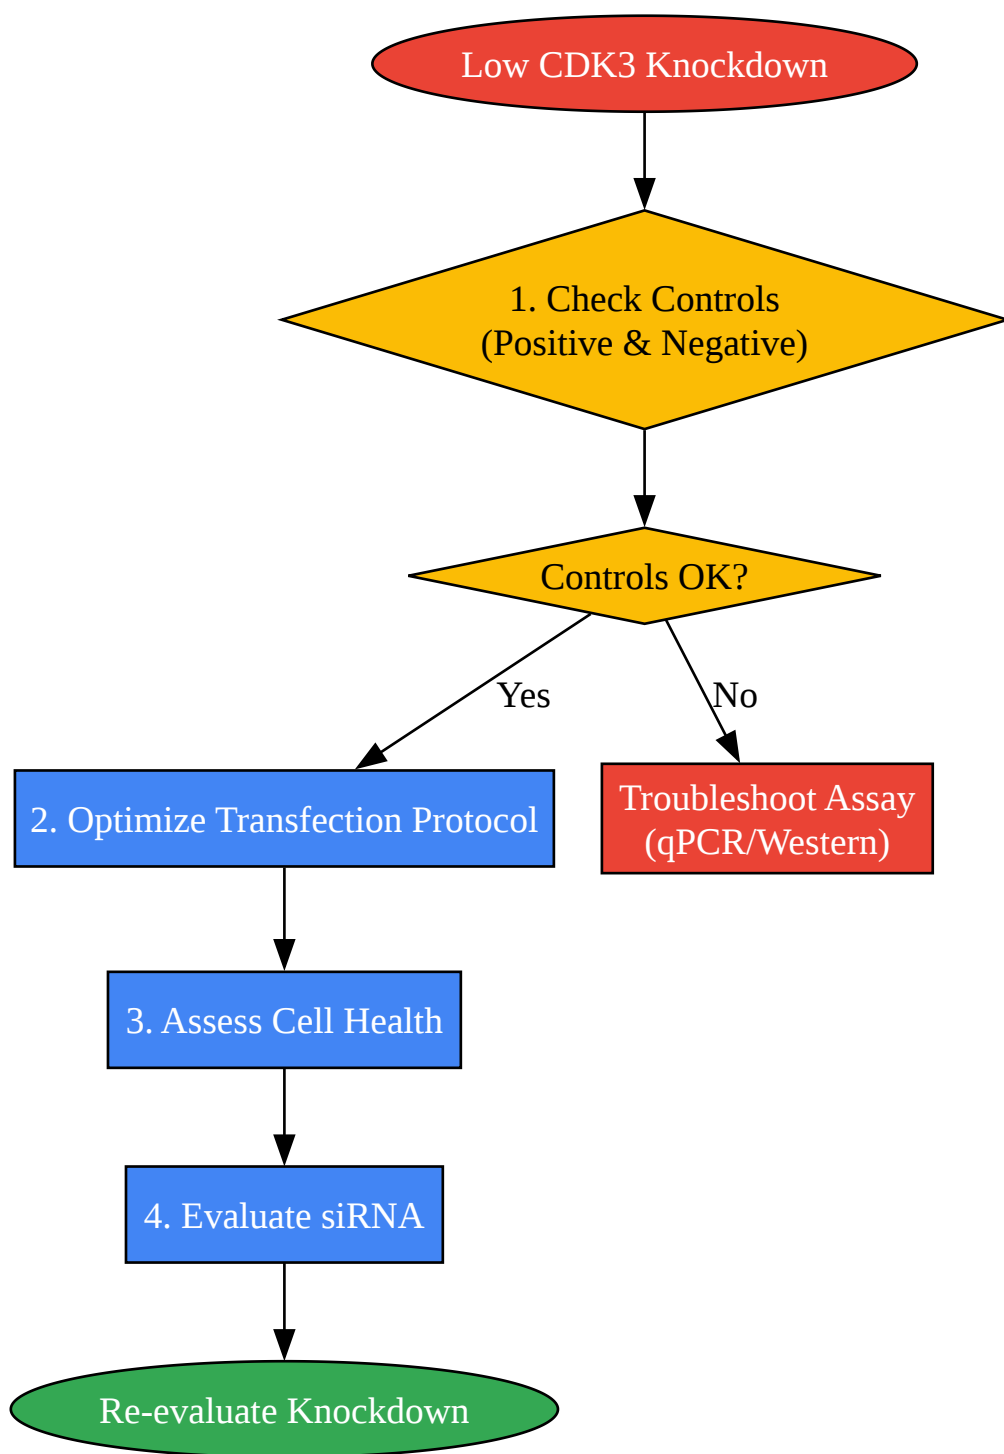 Low CDK3 Knockdown
1. Check Controls
(Positive & Negative)
Controls OK?
Yes
No
2. Optimize Transfection Protocol
Troubleshoot Assay
(qPCR/Western)
3. Assess Cell Health
4. Evaluate siRNA
Re-evaluate Knockdown